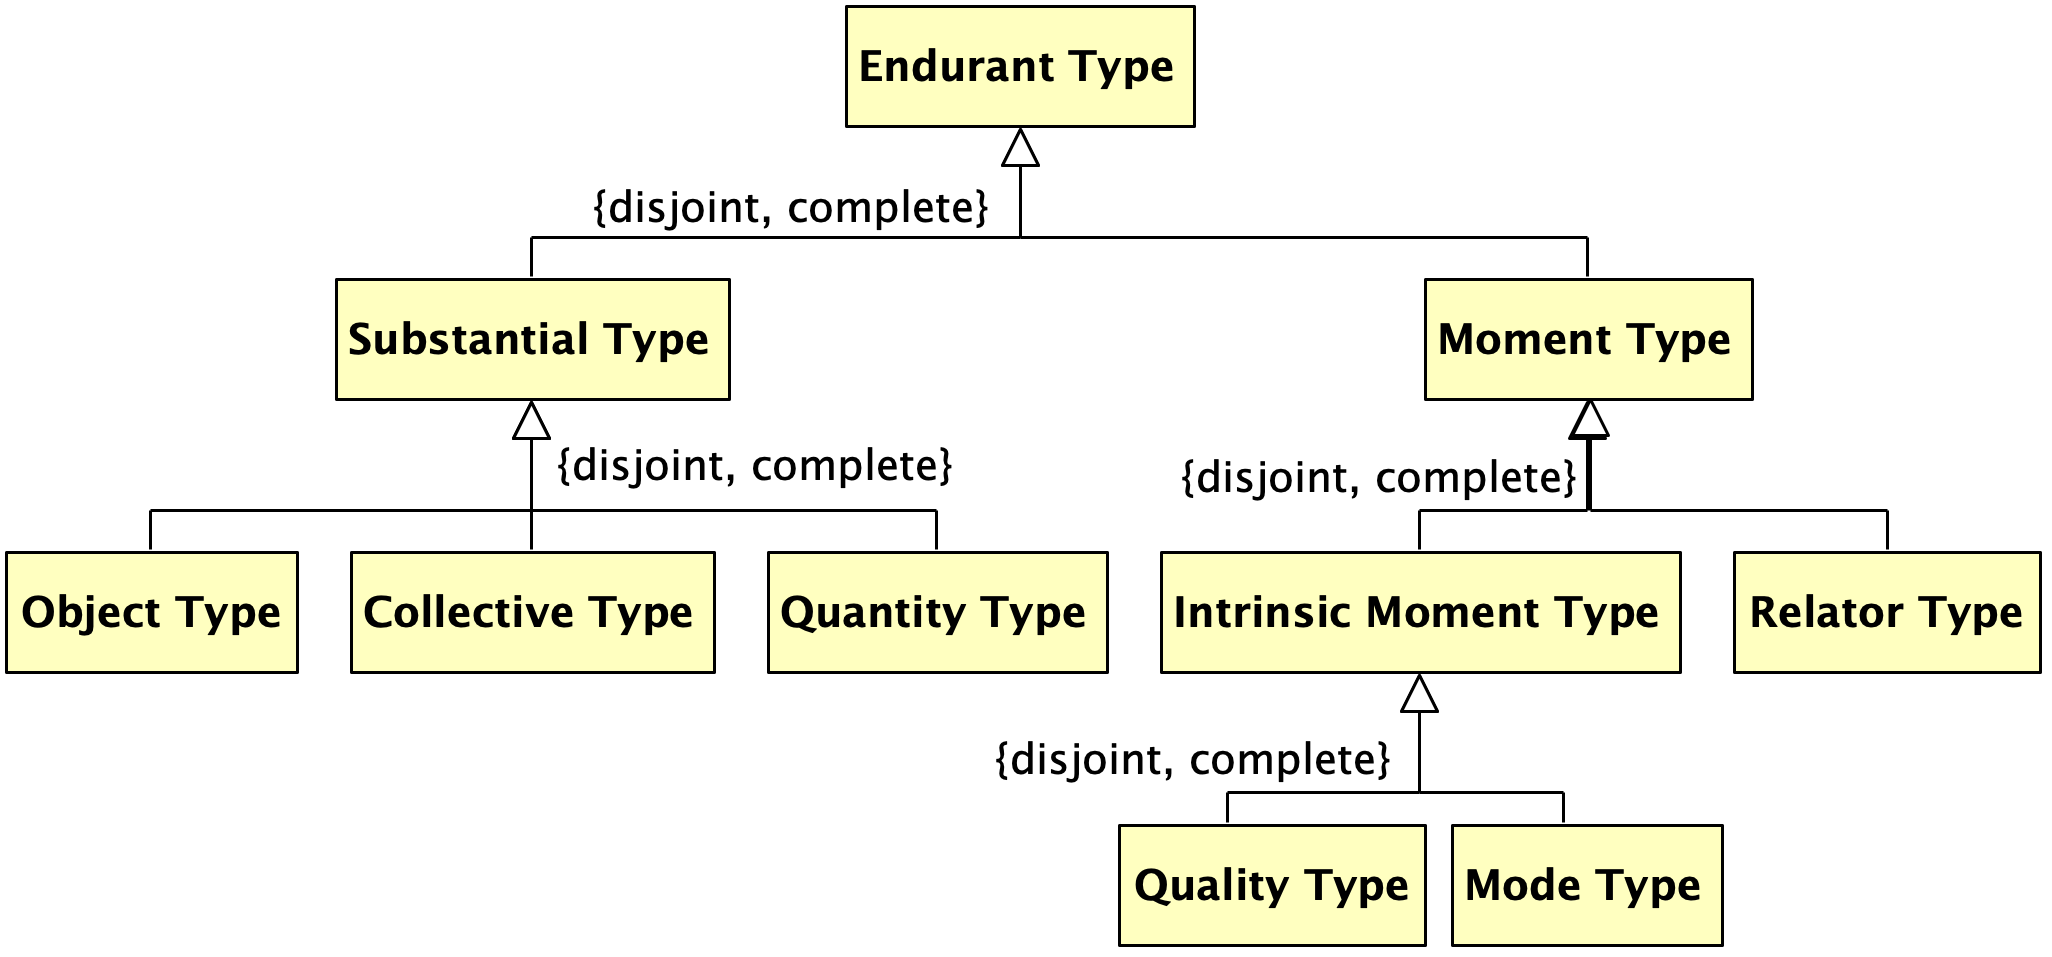 Endurant Type
{disjoint, complete}
Substantial Type
Moment Type
{disjoint, complete}
{disjoint, complete}
Object Type
Collective Type
Quantity Type
Intrinsic Moment Type
Relator Type
{disjoint, complete}
Quality Type
Mode Type